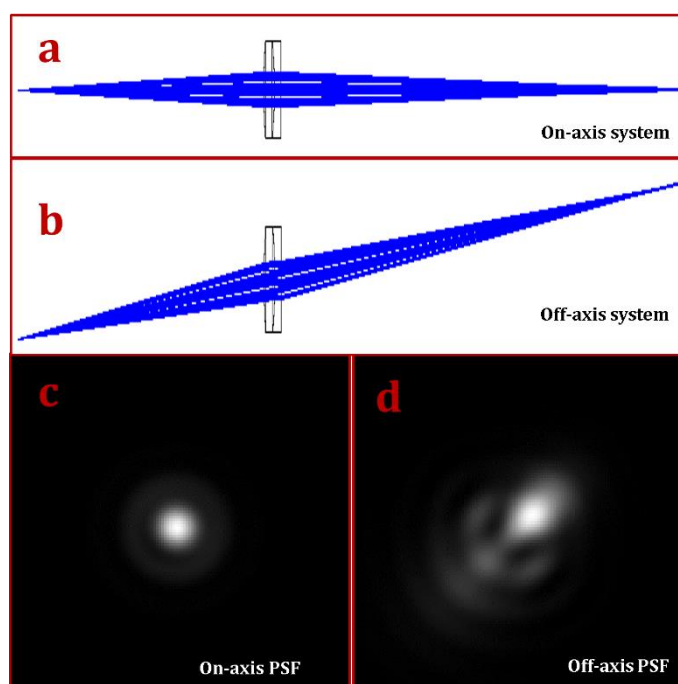 a
On-axis system
b
Off-axis system
c
d
On-axis PSF
Off-axis PSF